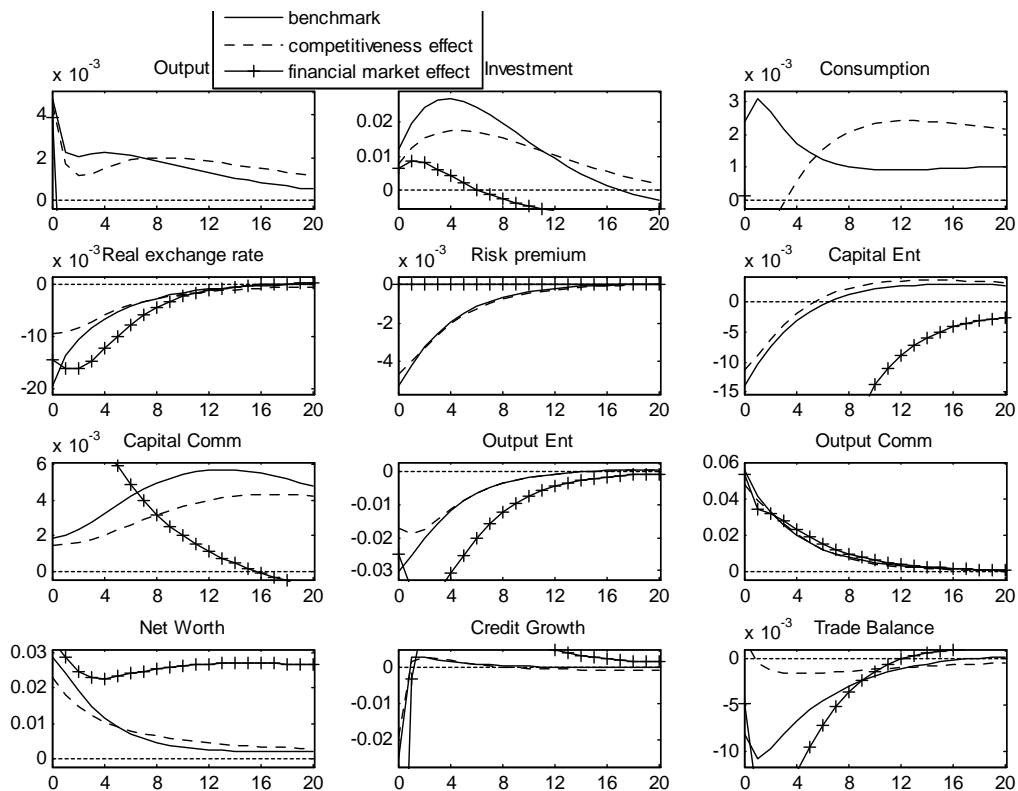 benchmark
competitiveness effect
financial market effect
x 10-3
Output
4
2
0
0 4 8 12 16 20
Investment
0.02
0.01
0
0 4 8 12 16 20
x 10-3
Consumption
3
2
1
0
0 4 8 12 16 20
x 10-3
Real exchange rate
0
-10
-20
0 4 8 12 16 20
x 10-3
Risk premium
0
-2
-4
0 4 8 12 16 20
x 10-3
Capital Ent
0
-5
-10
-15
0 4 8 12 16 20
x 10-3
Capital Comm
6
4
2
0
0 4 8 12 16 20
Output Ent
0
-0.01
-0.02
-0.03
0 4 8 12 16 20
Output Comm
0.06
0.04
0.02
0
0 4 8 12 16 20
Net Worth
0.03
0.02
0.01
0
0 4 8 12 16 20
Credit Growth
0
-0.01
-0.02
0 4 8 12 16 20
x 10-3
Trade Balance
0
-5
-10
0 4 8 12 16 20